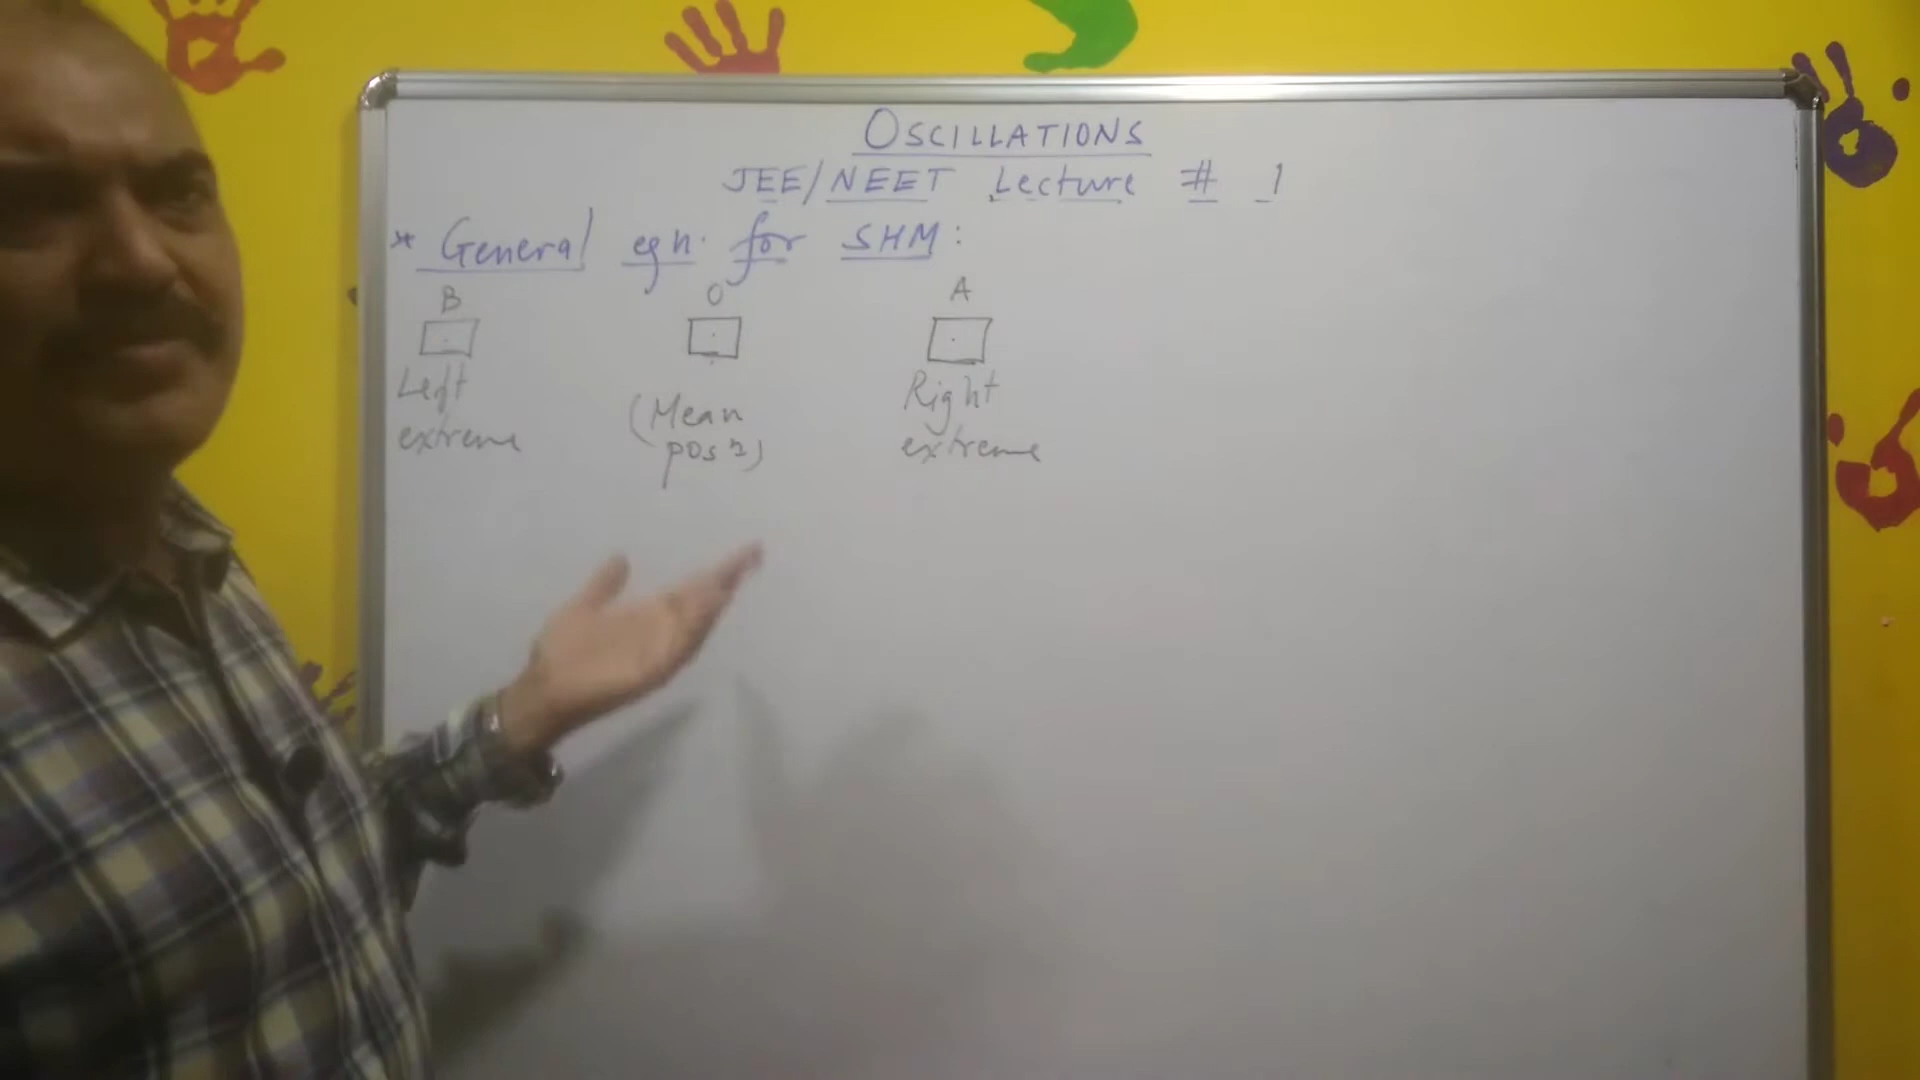 OSCILLATIONS
JEE/NEET Lecture # 1
* General eqn. for SHM:
B O A
Left extreme
(Mean posn)
Right extreme